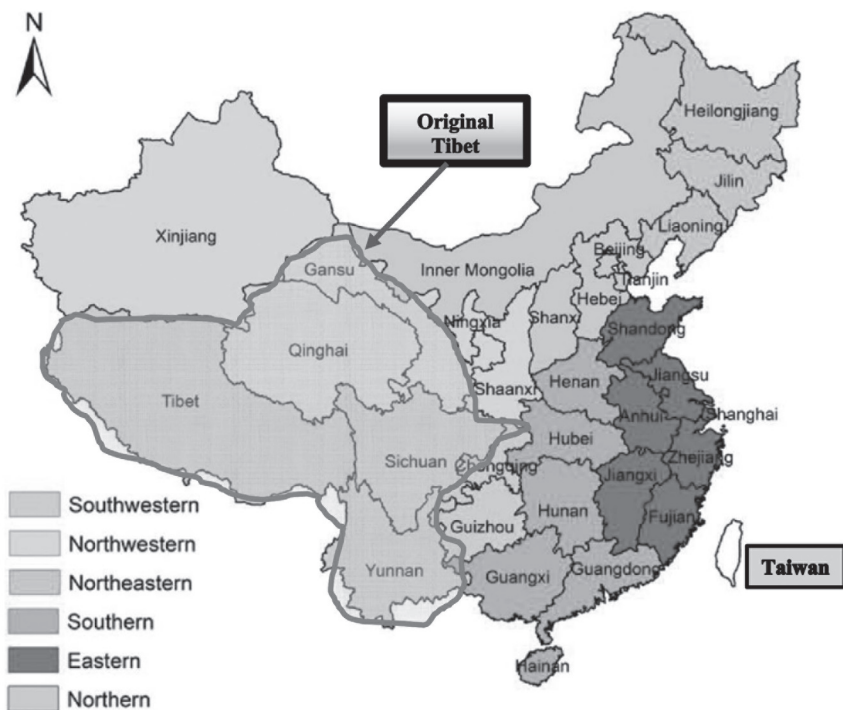 N
Original
Tibet
Heilongjiang
Jilin
Liaoning
Xinjiang
Beijing
Tianjin
Gansu
Inner Mongolia
Hebei
Ningxia
Shanxi
Shandong
Qinghai
Shaanxi
Henan
Jiangsu
Tibet
Anhui
Shanghai
Sichuan
Chongqing
Hubei
Zhejiang
Jiangxi
Hunan
Guizhou
Fujian
Yunnan
Guangxi
Guangdong
Taiwan
Hainan
Southwestern
Northwestern
Northeastern
Southern
Eastern
Northern